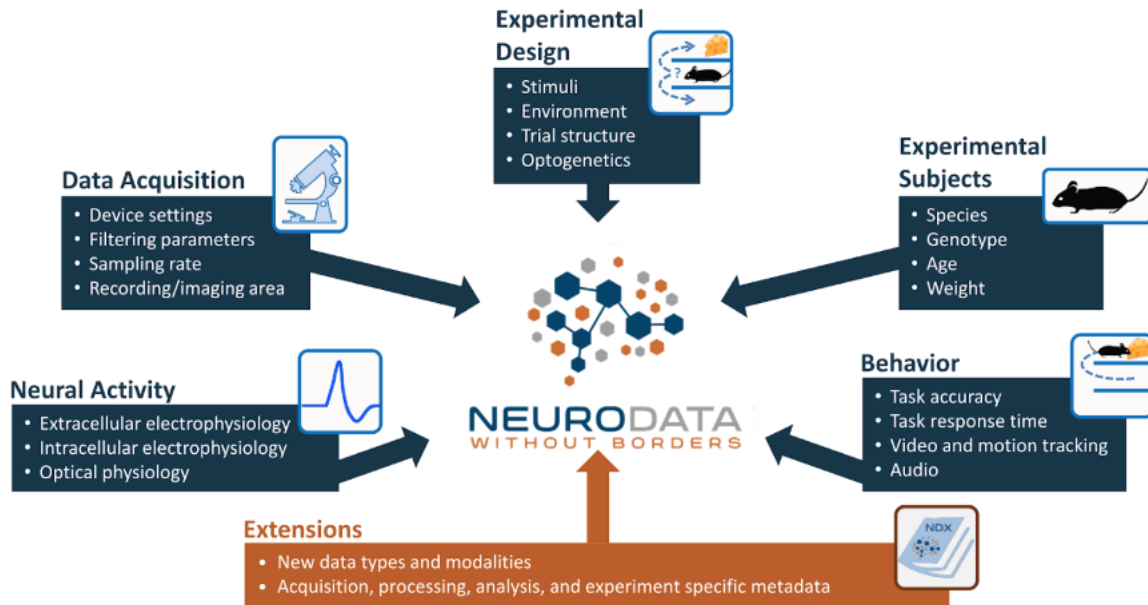 Experimental
Design
• Stimuli
• Environment
• Trial structure
• Optogenetics
?
Data Acquisition
• Device settings
• Filtering parameters
• Sampling rate
• Recording/imaging area
Experimental
Subjects
• Species
• Genotype
• Age
• Weight
Neural Activity
• Extracellular electrophysiology
• Intracellular electrophysiology
• Optical physiology
NEURODATA
WITHOUT BORDERS
Behavior
• Task accuracy
• Task response time
• Video and motion tracking
• Audio
Extensions
• New data types and modalities
• Acquisition, processing, analysis, and experiment specific metadata
NDX